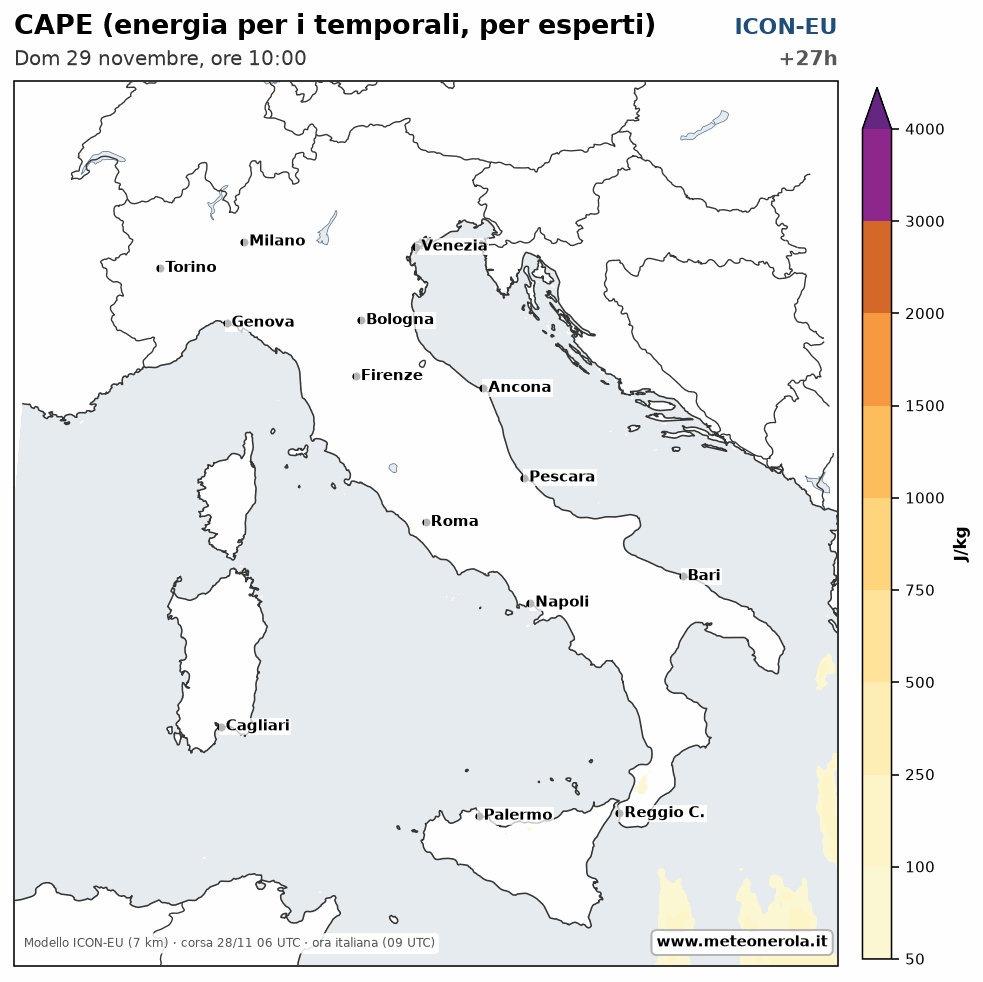 CAPE (energia per i temporali, per esperti)
ICON-EU
Dom 29 novembre, ore 10:00
+27h
Milano
Venezia
Torino
Genova
Bologna
Firenze
Ancona
Pescara
Roma
Bari
Napoli
Cagliari
Palermo
Reggio C.
4000
3000
2000
1500
1000
750
500
250
100
50
J/kg
Modello ICON-EU (7 km) · corsa 28/11 06 UTC · ora italiana (09 UTC)
www.meteonerola.it